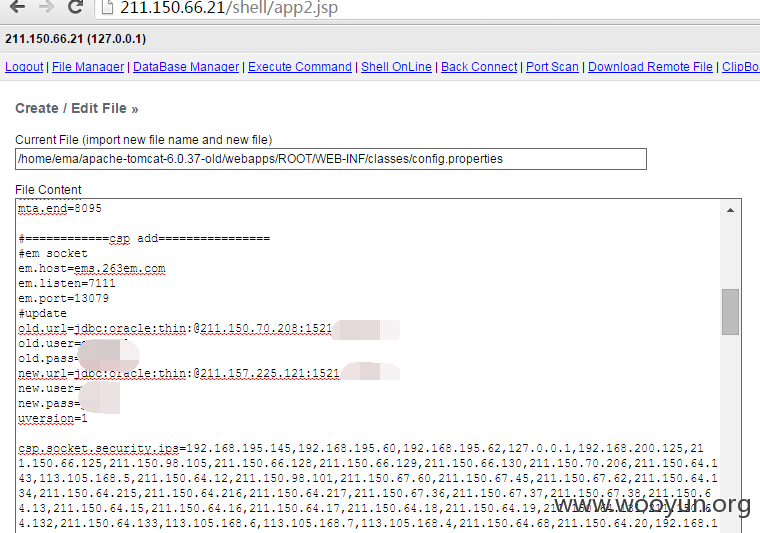 211.150.66.21/shell/app2.jsp
211.150.66.21 (127.0.0.1)
Logout | File Manager | DataBase Manager | Execute Command | Shell OnLine | Back Connect | Port Scan | Download Remote File | ClipBo
Create / Edit File »
Current File (import new file name and new file)
/home/ema/apache-tomcat-6.0.37-old/webapps/ROOT/WEB-INF/classes/config.properties
File Content
mta.end=8095
#============csp add================
#em socket
em.host=ems.263em.com
em.listen=7111
em.port=13079
#update
old.url=jdbc:oracle:thin:@211.150.70.208:1521
old.user=
old.pass=
new.url=jdbc:oracle:thin:@211.157.225.121:1521
new.user=
new.pass=
uversion=1
csp.socket.security.ips=192.168.195.145,192.168.195.60,192.168.195.62,127.0.0.1,192.168.200.125,21
1.150.66.125,211.150.98.105,211.150.66.128,211.150.66.129,211.150.66.130,211.150.70.206,211.150.64.1
43,113.105.168.5,211.150.64.12,211.150.98.101,211.150.67.60,211.150.67.45,211.150.67.62,211.150.64.1
34,211.150.64.215,211.150.64.216,211.150.64.217,211.150.67.36,211.150.67.37,211.150.67.38,211.150.6
4.13,211.150.64.15,211.150.64.16,211.150.64.17,211.150.64.18,211.150.64.19,211.150.64.131,211.150.6
4.132,211.150.64.133,113.105.168.6,113.105.168.7,113.105.168.4,211.150.64.68,211.150.64.20,192.168.1
www.wooyun.org